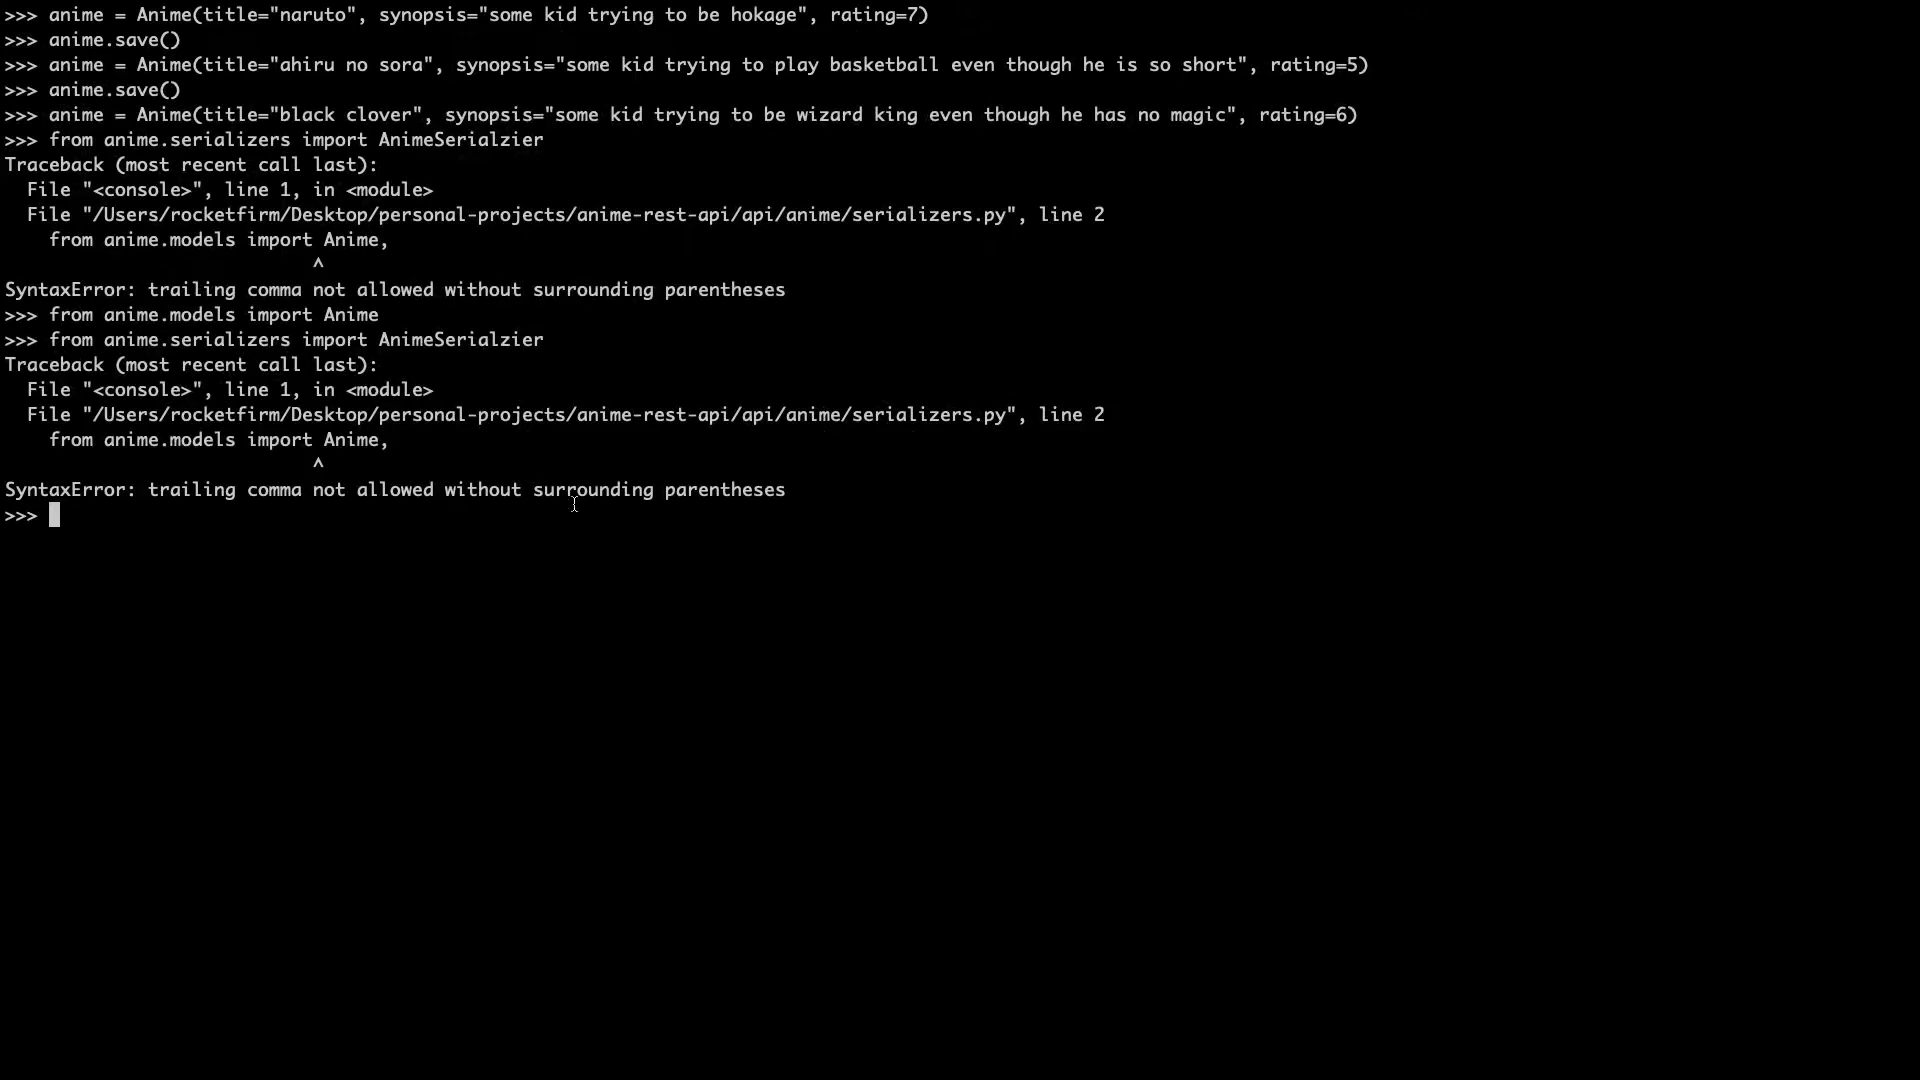 >>> anime = Anime(title="naruto", synopsis="some kid trying to be hokage", rating=7)
>>> anime.save()
>>> anime = Anime(title="ahiru no sora", synopsis="some kid trying to play basketball even though he is so short", rating=5)
>>> anime.save()
>>> anime = Anime(title="black clover", synopsis="some kid trying to be wizard king even though he has no magic", rating=6)
>>> from anime.serializers import AnimeSerialzier
Traceback (most recent call last):
  File "<console>", line 1, in <module>
  File "/Users/rocketfirm/Desktop/personal-projects/anime-rest-api/api/anime/serializers.py", line 2
    from anime.models import Anime,
                            ^
SyntaxError: trailing comma not allowed without surrounding parentheses
>>> from anime.models import Anime
>>> from anime.serializers import AnimeSerialzier
Traceback (most recent call last):
  File "<console>", line 1, in <module>
  File "/Users/rocketfirm/Desktop/personal-projects/anime-rest-api/api/anime/serializers.py", line 2
    from anime.models import Anime,
                            ^
SyntaxError: trailing comma not allowed without surrounding parentheses
>>>